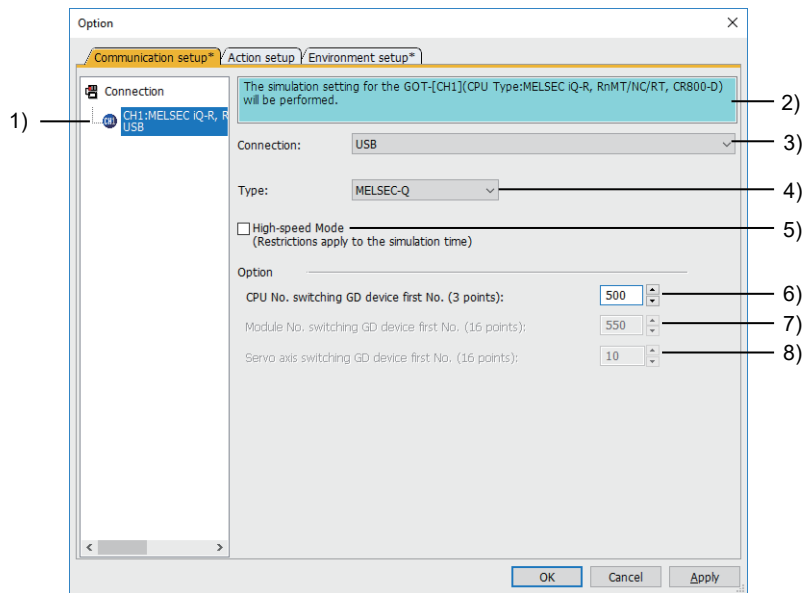 Option
Communication setup* Action setup Environment setup*
Connection
CH1:MELSEC iQ-R, R
USB
1)
The simulation setting for the GOT-[CH1](CPU Type:MELSEC iQ-R, RnMT/NC/RT, CR800-D)
will be performed.
2)
Connection: USB
3)
Type: MELSEC-Q
4)
High-speed Mode
(Restrictions apply to the simulation time)
5)
Option
CPU No. switching GD device first No. (3 points): 500
6)
Module No. switching GD device first No. (16 points): 550
7)
Servo axis switching GD device first No. (16 points): 10
8)
OK Cancel Apply